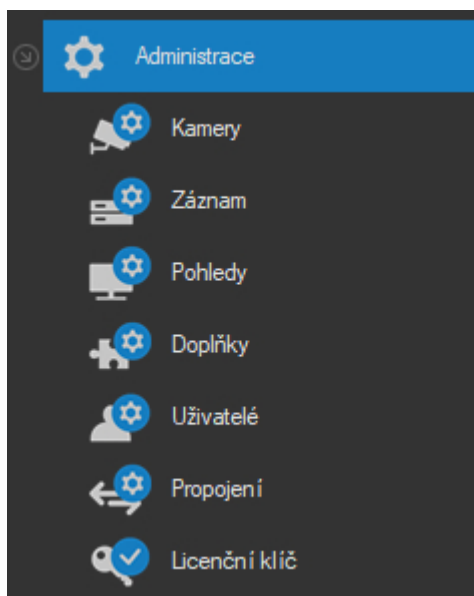 Administrace
Kamery
Záznam
Pohledy
Doplňky
Uživatelé
Propojení
Licenční klíč